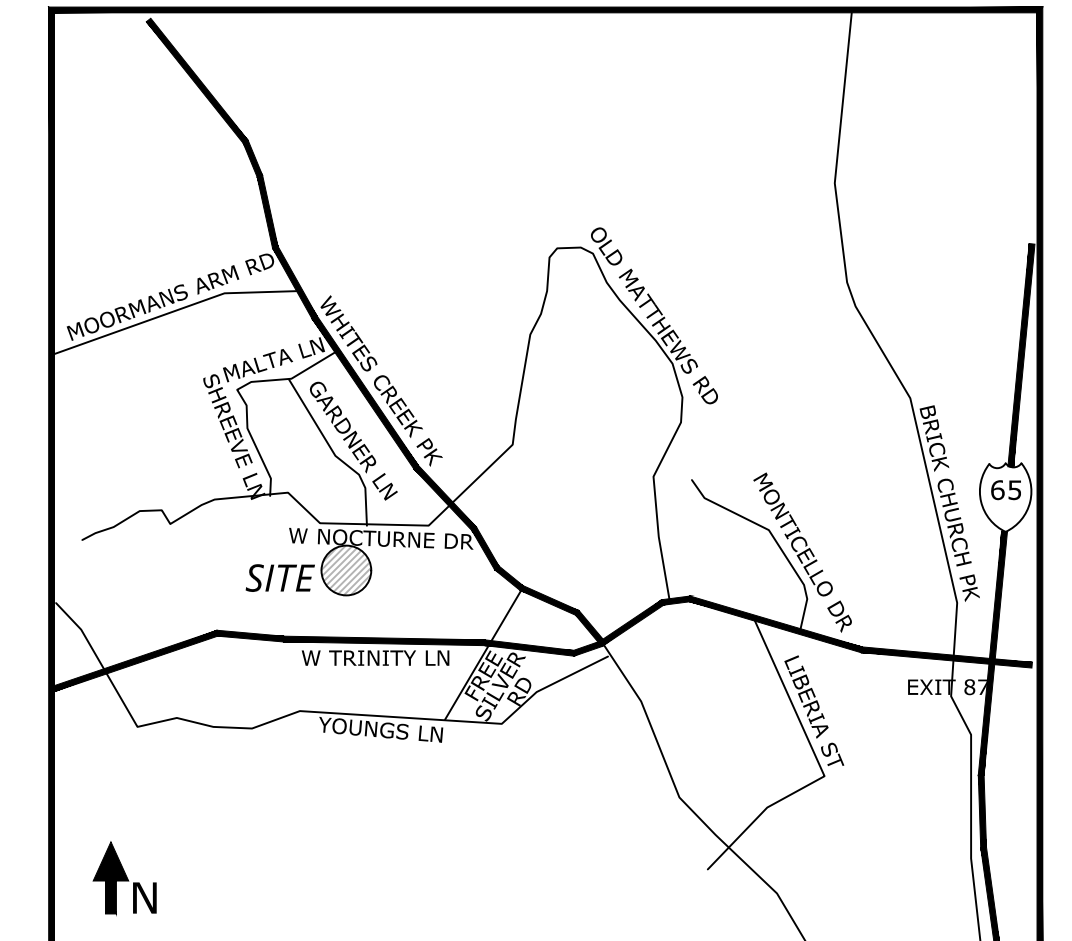 OLD MATTHEWS RD
MOORMANS ARM RD
WHITES CREEK PK
MALTA LN
SHREEVE LN
GARDNER LN
BRICK CHURCH PK
65
MONTICELLO DR
W NOCTURNE DR
SITE
W TRINITY LN
FREE
SILVER
RD
LIBERIA ST
EXIT 87
YOUNGS LN
N